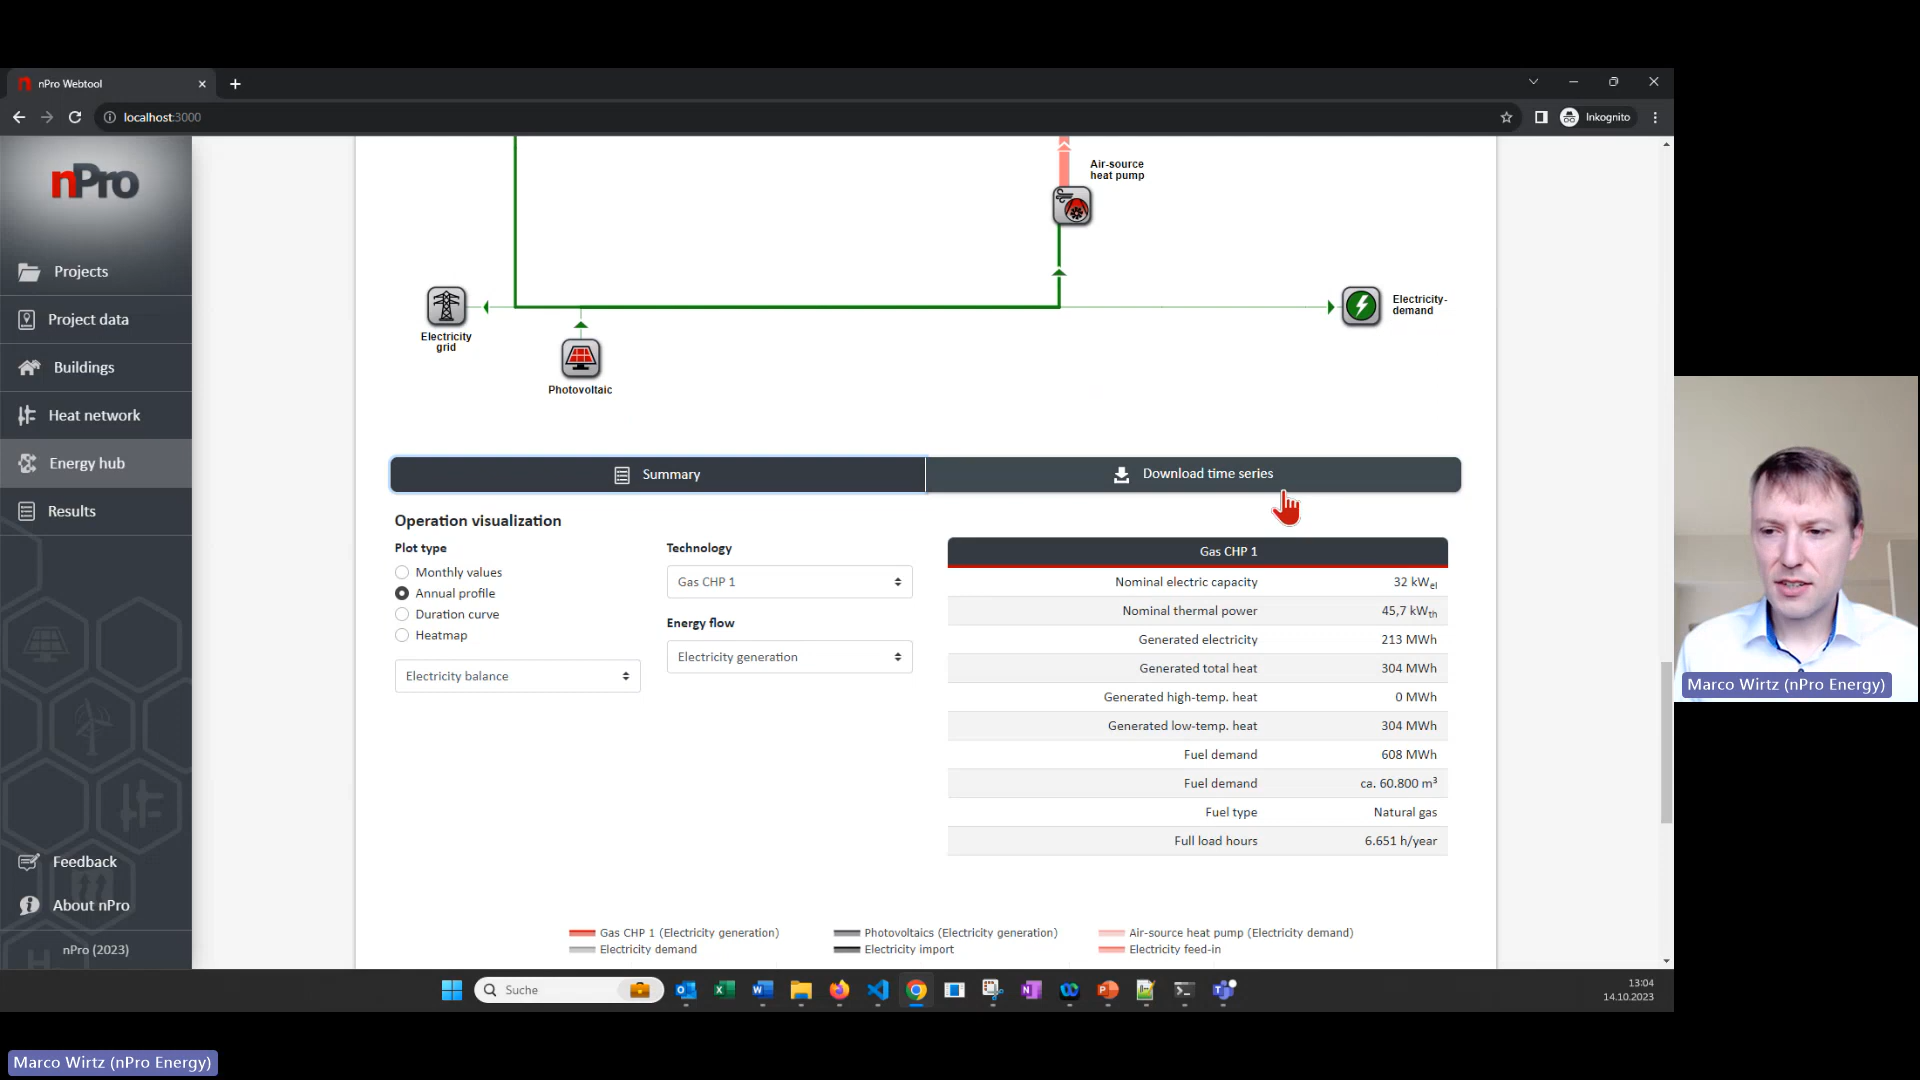 nPro Webtool
localhost:3000
Inkognito
nPro
Projects
Project data
Buildings
Heat network
Energy hub
Results
Feedback
About nPro
nPro (2023)
Air-source
heat pump
Electricity
grid
Photovoltaic
Electricity-
demand
Summary
Download time series
Operation visualization
Plot type
Monthly values
Annual profile
Duration curve
Heatmap
Electricity balance
Technology
Gas CHP 1
Energy flow
Electricity generation
Gas CHP 1
Nominal electric capacity 32 kWel
Nominal thermal power 45,7 kWth
Generated electricity 213 MWh
Generated total heat 304 MWh
Generated high-temp. heat 0 MWh
Generated low-temp. heat 304 MWh
Fuel demand 608 MWh
Fuel demand ca. 60.800 m³
Fuel type Natural gas
Full load hours 6.651 h/year
Gas CHP 1 (Electricity generation) Photovoltaics (Electricity generation) Air-source heat pump (Electricity demand)
Electricity demand Electricity import Electricity feed-in
Suche
13:04
14.10.2023
Marco Wirtz (nPro Energy)
Marco Wirtz (nPro Energy)